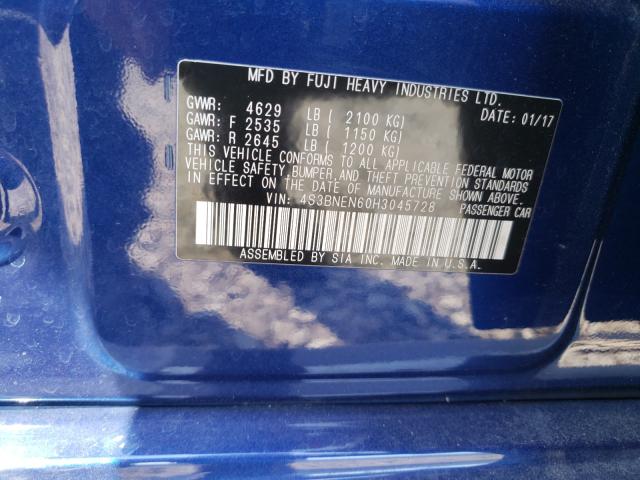 MFD BY FUJI HEAVY INDUSTRIES LTD.
GVWR: 4629 LB ( 2100 KG) DATE: 01/17
GAWR: F 2535 LB ( 1150 KG)
GAWR: R 2645 LB ( 1200 KG)
THIS VEHICLE CONFORMS TO ALL APPLICABLE FEDERAL MOTOR
VEHICLE SAFETY,BUMPER,AND THEFT PREVENTION STANDARDS
IN EFFECT ON THE DATE OF MANUFACTURE SHOWN ABOVE.
VIN: 4S3BNEN60H3045728 PASSENGER CAR
ASSEMBLED BY SIA INC. MADE IN U.S.A.